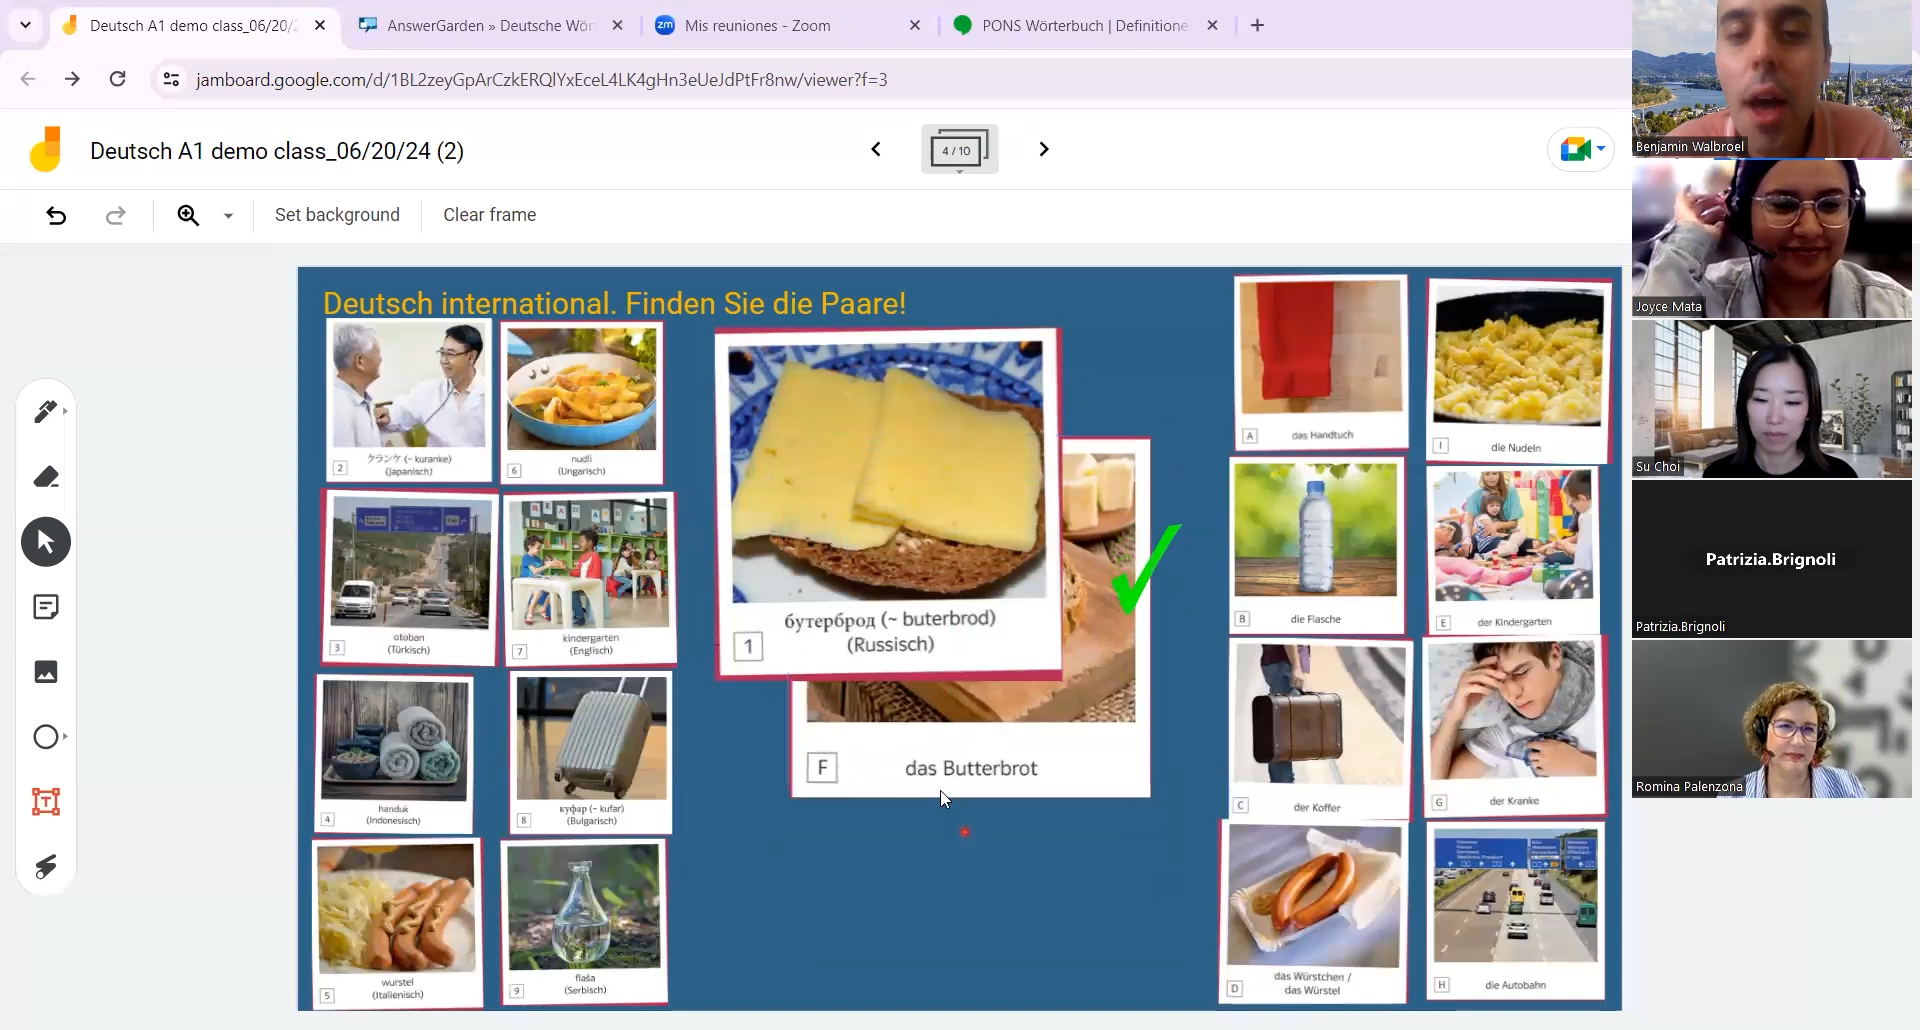 Deutsch A1 demo class_06/20/2
AnswerGarden » Deutsche Wör
zm
Mis reuniones - Zoom
PONS Wörterbuch | Definitione
jamboard.google.com/d/1BL2zeyGpArCzkERQlYxEceL4LK4gHn3eUeJdPtFr8nw/viewer?f=3
Deutsch A1 demo class_06/20/24 (2)
4 / 10
Set background
Clear frame
Deutsch international. Finden Sie die Paare!
2
クランケ (~ kuranke)
(Japanisch)
6
nudli
(Ungarisch)
3
otoban
(Türkisch)
7
kindergarten
(Englisch)
4
handuk
(Indonesisch)
8
куфар (~ kufar)
(Bulgarisch)
5
wurstel
(Italienisch)
9
flaša
(Serbisch)
1
бутерброд (~ buterbrod)
(Russisch)
F
das Butterbrot
A
das Handtuch
I
die Nudeln
B
die Flasche
E
der Kindergarten
C
der Koffer
G
der Kranke
D
das Würstchen /
das Würstel
H
die Autobahn
Benjamin Walbroel
Joyce Mata
Su Choi
Patrizia.Brignoli
Patrizia.Brignoli
Romina Palenzona